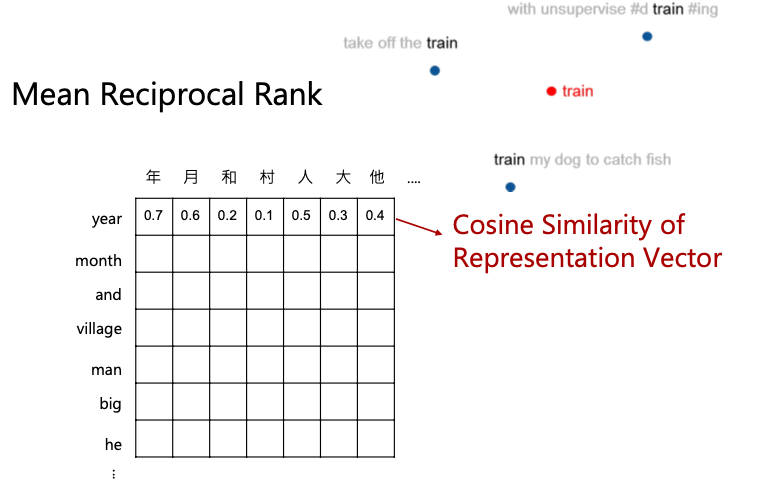 with unsupervise #d train #ing
take off the train
train
Mean Reciprocal Rank
train my dog to catch fish
年 月 和 村 人 大 他 ....
year 0.7 0.6 0.2 0.1 0.5 0.3 0.4
Cosine Similarity of
Representation Vector
month
and
village
man
big
he
...